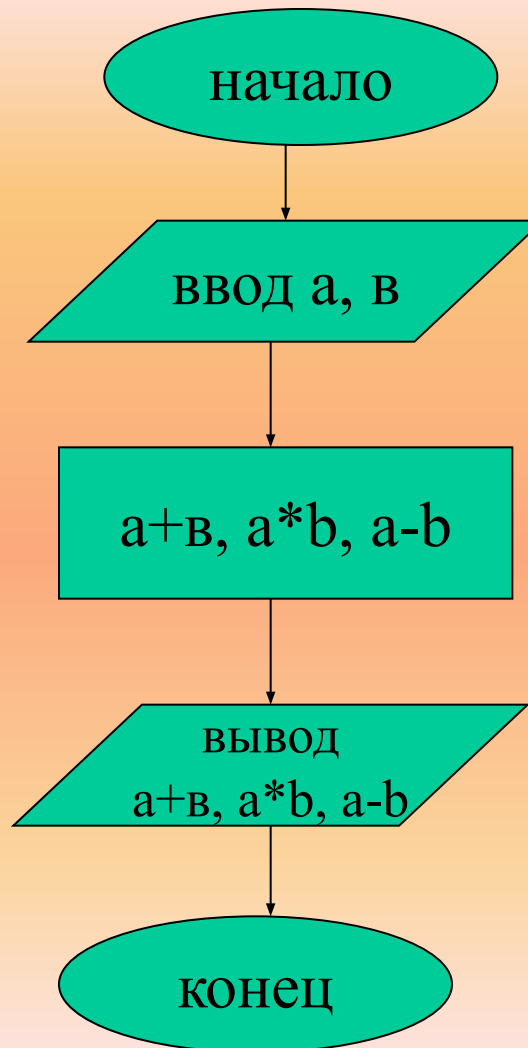 начало
ввод а, в
а+в, a*b, a-b
вывод
а+в, a*b, a-b
конец